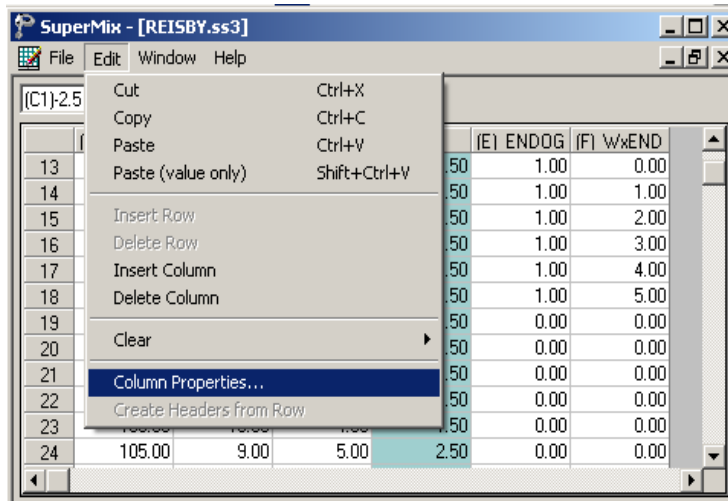 SuperMix - [REISBY.ss3]
File Edit Window Help
(C1)-2.5
Cut Ctrl+X
Copy Ctrl+C
Paste Ctrl+V
Paste (value only) Shift+Ctrl+V
Insert Row
Delete Row
Insert Column
Delete Column
Clear
Column Properties...
Create Headers from Row
(E) ENDOG (F) WxEND
13 .50 1.00 0.00
14 .50 1.00 1.00
15 .50 1.00 2.00
16 .50 1.00 3.00
17 .50 1.00 4.00
18 .50 1.00 5.00
19 .50 0.00 0.00
20 .50 0.00 0.00
21 .50 0.00 0.00
22 .50 0.00 0.00
23 1.50 0.00 0.00
24 105.00 9.00 5.00 2.50 0.00 0.00